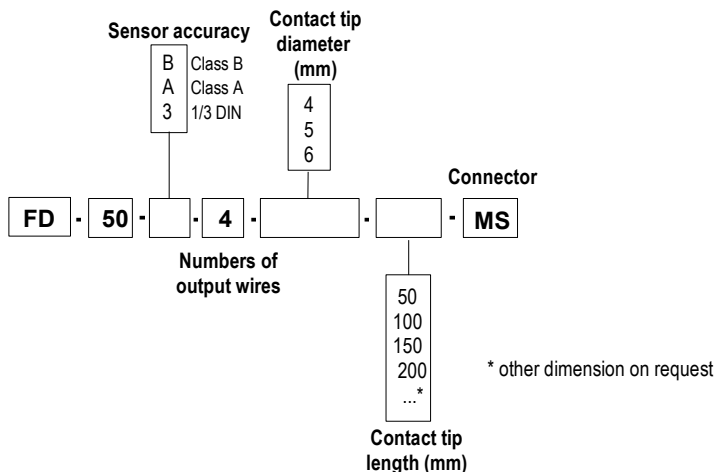 Sensor accuracy
B Class B
A Class A
3 1/3 DIN
Contact tip
diameter
(mm)
4
5
6
Connector
FD - 50 - - 4 - - - MS
Numbers of
output wires
50
100
150
200
...*
* other dimension on request
Contact tip
length (mm)